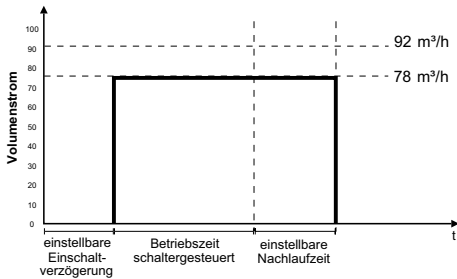 Volumenstrom
100
90
80
70
60
50
40
30
20
10
0
92 m³/h
78 m³/h
t
einstellbare
Einschalt-
verzögerung
Betriebszeit
schaltergesteuert
einstellbare
Nachlaufzeit